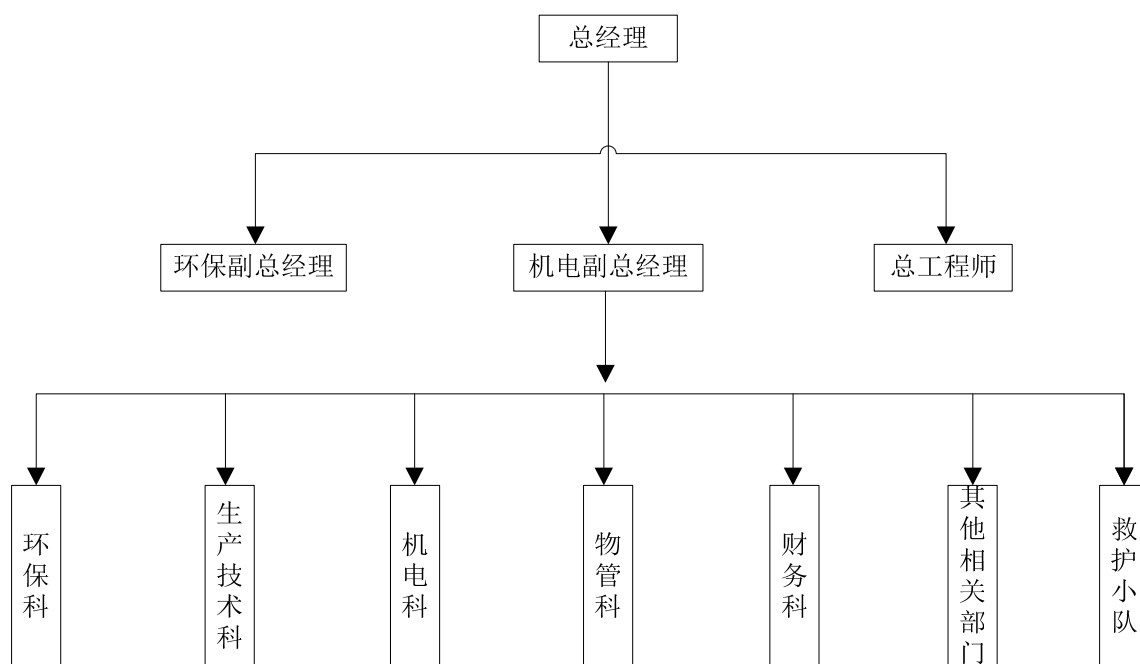 总经理
环保副总经理
机电副总经理
总工程师
环保科
生产技术科
机电科
物管科
财务科
其他相关部门
救护小队